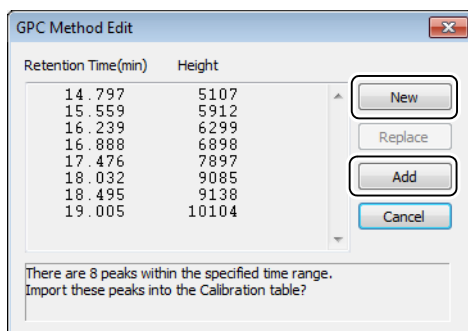 GPC Method Edit
Retention Time(min) Height
14.797 5107
15.559 5912
16.239 6299
16.888 6898
17.476 7897
18.032 9085
18.495 9138
19.005 10104
New
Replace
Add
Cancel
There are 8 peaks within the specified time range.
Import these peaks into the Calibration table?